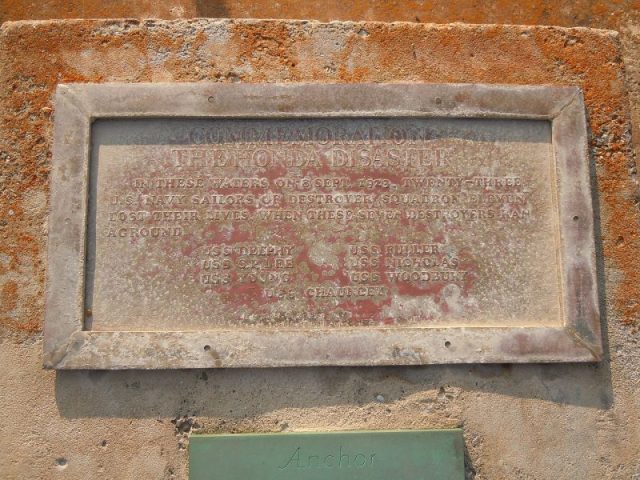 COMMEMORATION
THE HONDA DISASTER
IN THESE WATERS ON 8 SEPT. 1923, TWENTY-THREE
U.S. NAVY SAILORS OF DESTROYER SQUADRON ELEVEN
LOST THEIR LIVES, WHEN THESE SEVEN DESTROYERS RAN
AGROUND
USS DELPHY USS FULLER
USS S.P. LEE USS NICHOLAS
USS YOUNG USS WOODBURY
USS CHAUNCEY
Anchor